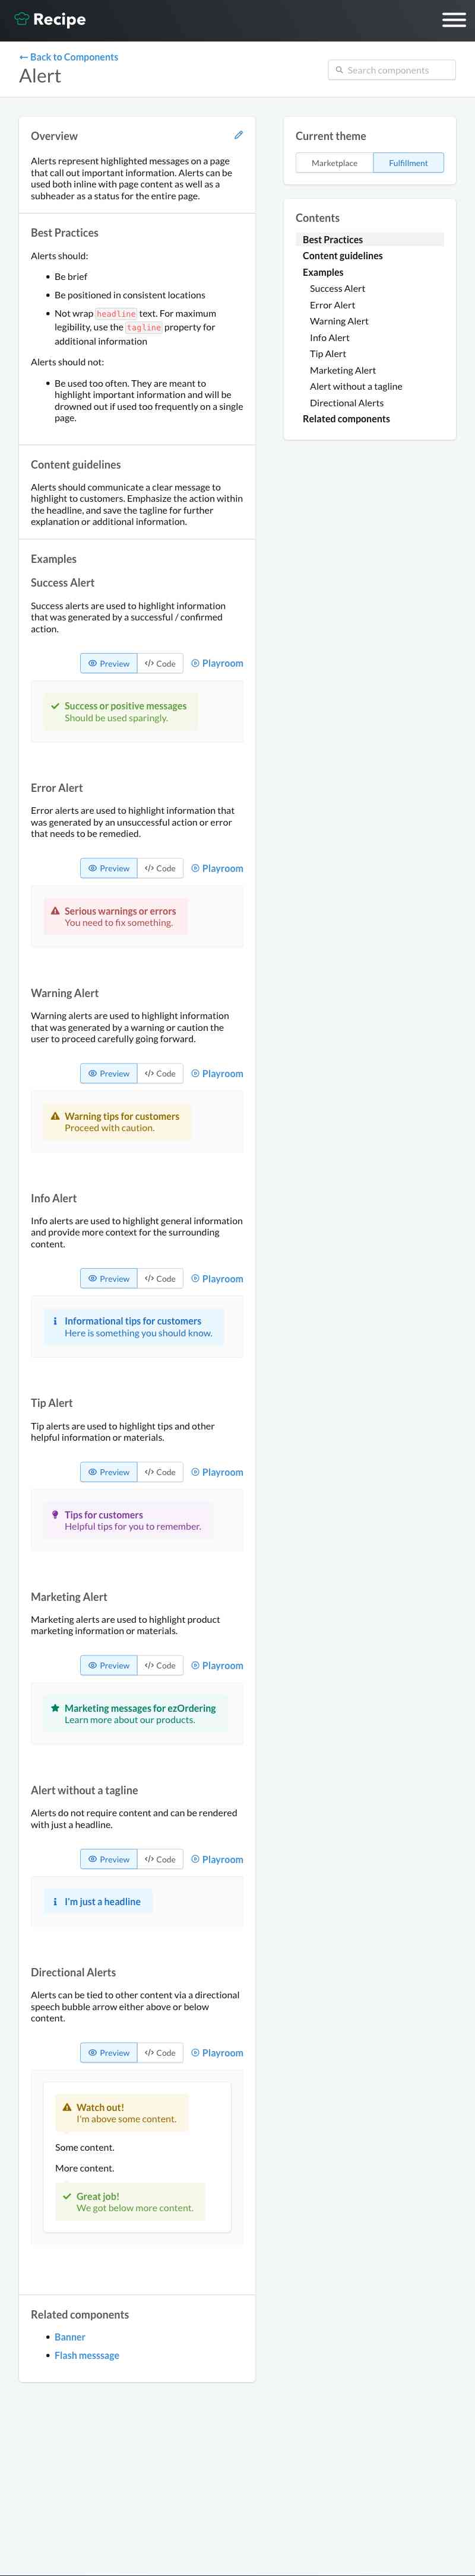 Recipe
← Back to Components
Alert
Search components
Overview
Alerts represent highlighted messages on a page
that call out important information. Alerts can be
used both inline with page content as well as a
subheader as a status for the entire page.
Best Practices
Alerts should:
Be brief
Be positioned in consistent locations
Not wrap headline text. For maximum
legibility, use the tagline property for
additional information
Alerts should not:
Be used too often. They are meant to
highlight important information and will be
drowned out if used too frequently on a single
page.
Content guidelines
Alerts should communicate a clear message to
highlight to customers. Emphasize the action within
the headline, and save the tagline for further
explanation or additional information.
Examples
Success Alert
Success alerts are used to highlight information
that was generated by a successful / confirmed
action.
Preview </> Code Playroom
Success or positive messages
Should be used sparingly.
Error Alert
Error alerts are used to highlight information that
was generated by an unsuccessful action or error
that needs to be remedied.
Preview </> Code Playroom
Serious warnings or errors
You need to fix something.
Warning Alert
Warning alerts are used to highlight information
that was generated by a warning or caution the
user to proceed carefully going forward.
Preview </> Code Playroom
Warning tips for customers
Proceed with caution.
Info Alert
Info alerts are used to highlight general information
and provide more context for the surrounding
content.
Preview </> Code Playroom
Informational tips for customers
Here is something you should know.
Tip Alert
Tip alerts are used to highlight tips and other
helpful information or materials.
Preview </> Code Playroom
Tips for customers
Helpful tips for you to remember.
Marketing Alert
Marketing alerts are used to highlight product
marketing information or materials.
Preview </> Code Playroom
Marketing messages for ezOrdering
Learn more about our products.
Alert without a tagline
Alerts do not require content and can be rendered
with just a headline.
Preview </> Code Playroom
I'm just a headline
Directional Alerts
Alerts can be tied to other content via a directional
speech bubble arrow either above or below
content.
Preview </> Code Playroom
Watch out!
I'm above some content.
Some content.
More content.
Great job!
We got below more content.
Related components
Banner
Flash messsage
Current theme
Marketplace Fulfillment
Contents
Best Practices
Content guidelines
Examples
Success Alert
Error Alert
Warning Alert
Info Alert
Tip Alert
Marketing Alert
Alert without a tagline
Directional Alerts
Related components